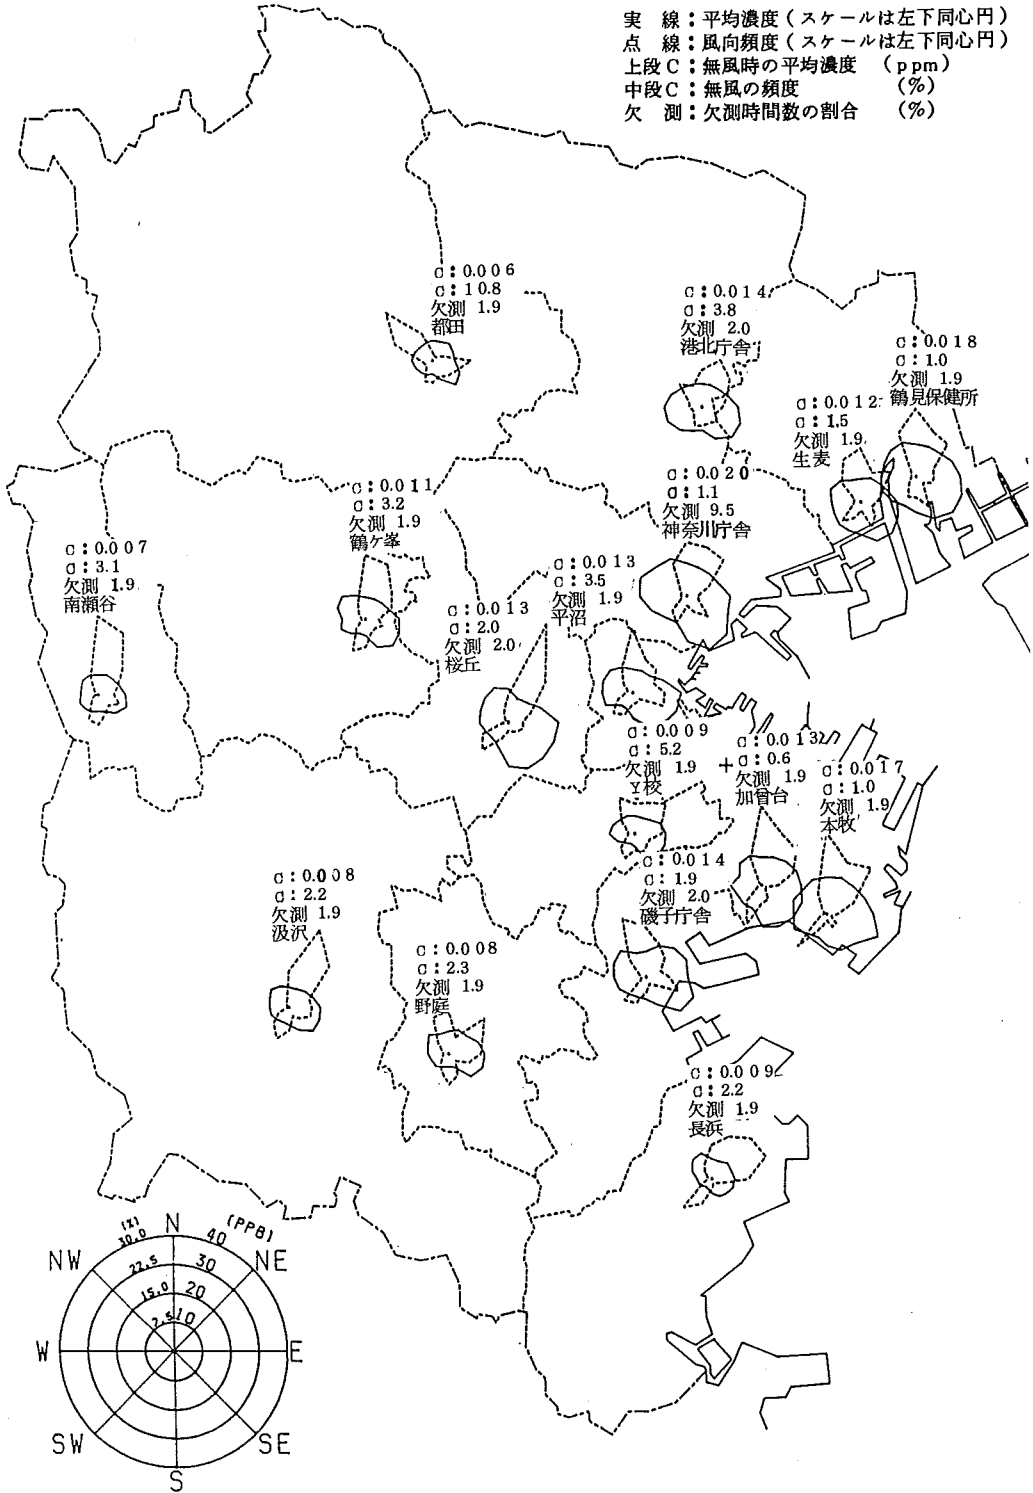 実 線：平均濃度（スケールは左下同心円）
点 線：風向頻度（スケールは左下同心円）
上段C：無風時の平均濃度 （ppm）
中段C：無風の頻度 （％）
欠 測：欠測時間数の割合 （％）
C：0.006
C：10.8
欠測 1.9
都田
C：0.014
C：3.8
欠測 2.0
港北庁舎
C：0.018
C：1.0
欠測 1.9
鶴見保健所
C：0.012
C：1.5
欠測 1.9
生麦
C：0.011
C：3.2
欠測 1.9
鶴ケ峯
C：0.020
C：1.1
欠測 9.5
神奈川庁舎
C：0.007
C：3.1
欠測 1.9
南瀬谷
C：0.013
C：3.5
欠測 1.9
平沼
C：0.013
C：2.0
欠測 2.0
桜丘
C：0.009
C：5.2
欠測 1.9
Y校
C：0.013
C：0.6
欠測 1.9
加曽台
C：0.017
C：1.0
欠測 1.9
本牧
C：0.014
C：1.9
欠測 2.0
磯子庁舎
C：0.008
C：2.2
欠測 1.9
汲沢
C：0.008
C：2.3
欠測 1.9
野庭
C：0.009
C：2.2
欠測 1.9
長浜
(%) N (PPB)
30.0 40
NW 22.5 30 NE
15.0 20
7.5 10
W E
SW SE
S